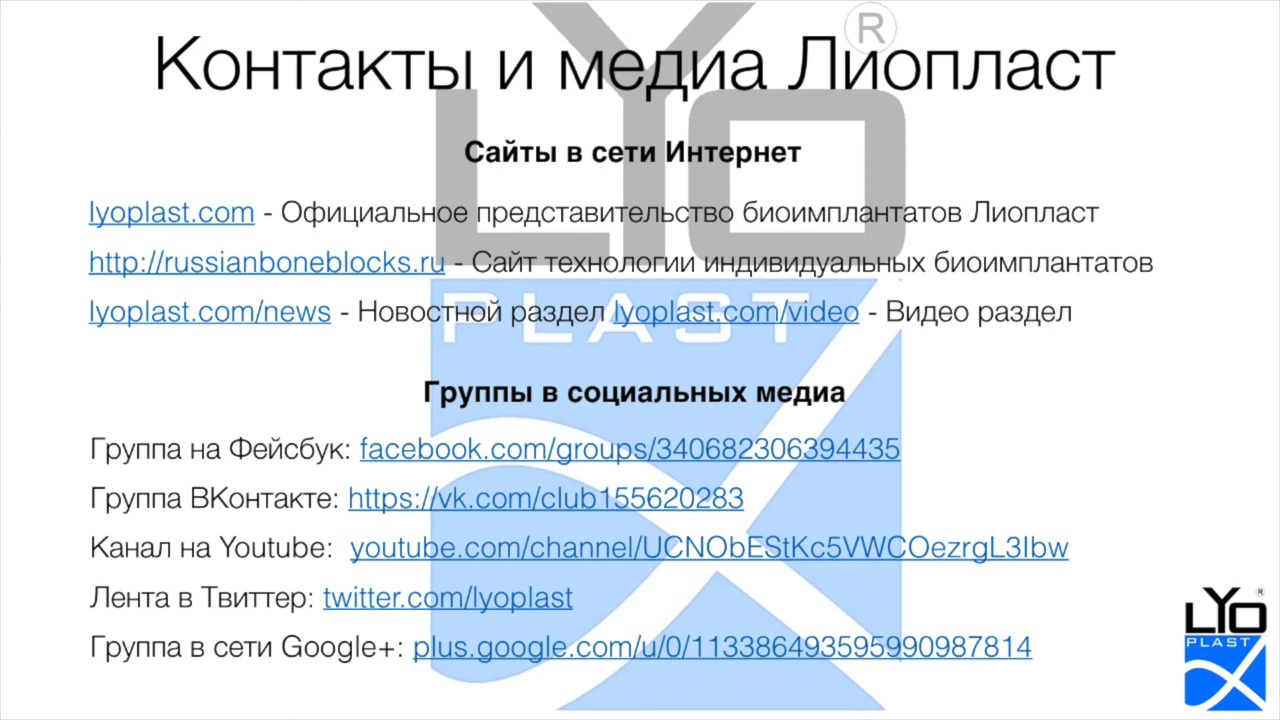 Контакты и медиа Лиопласт
Сайты в сети Интернет
lyoplast.com - Официальное представительство биоимплантатов Лиопласт
http://russianboneblocks.ru - Сайт технологии индивидуальных биоимплантатов
lyoplast.com/news - Новостной раздел lyoplast.com/video - Видео раздел
Группы в социальных медиа
Группа на Фейсбук: facebook.com/groups/340682306394435
Группа ВКонтакте: https://vk.com/club155620283
Канал на Youtube: youtube.com/channel/UCNObEStKc5VWCOezrgL3Ibw
Лента в Твиттер: twitter.com/lyoplast
Группа в сети Google+: plus.google.com/u/0/113386493595990987814
LYO ®
PLAST
LYO ®
PLAST